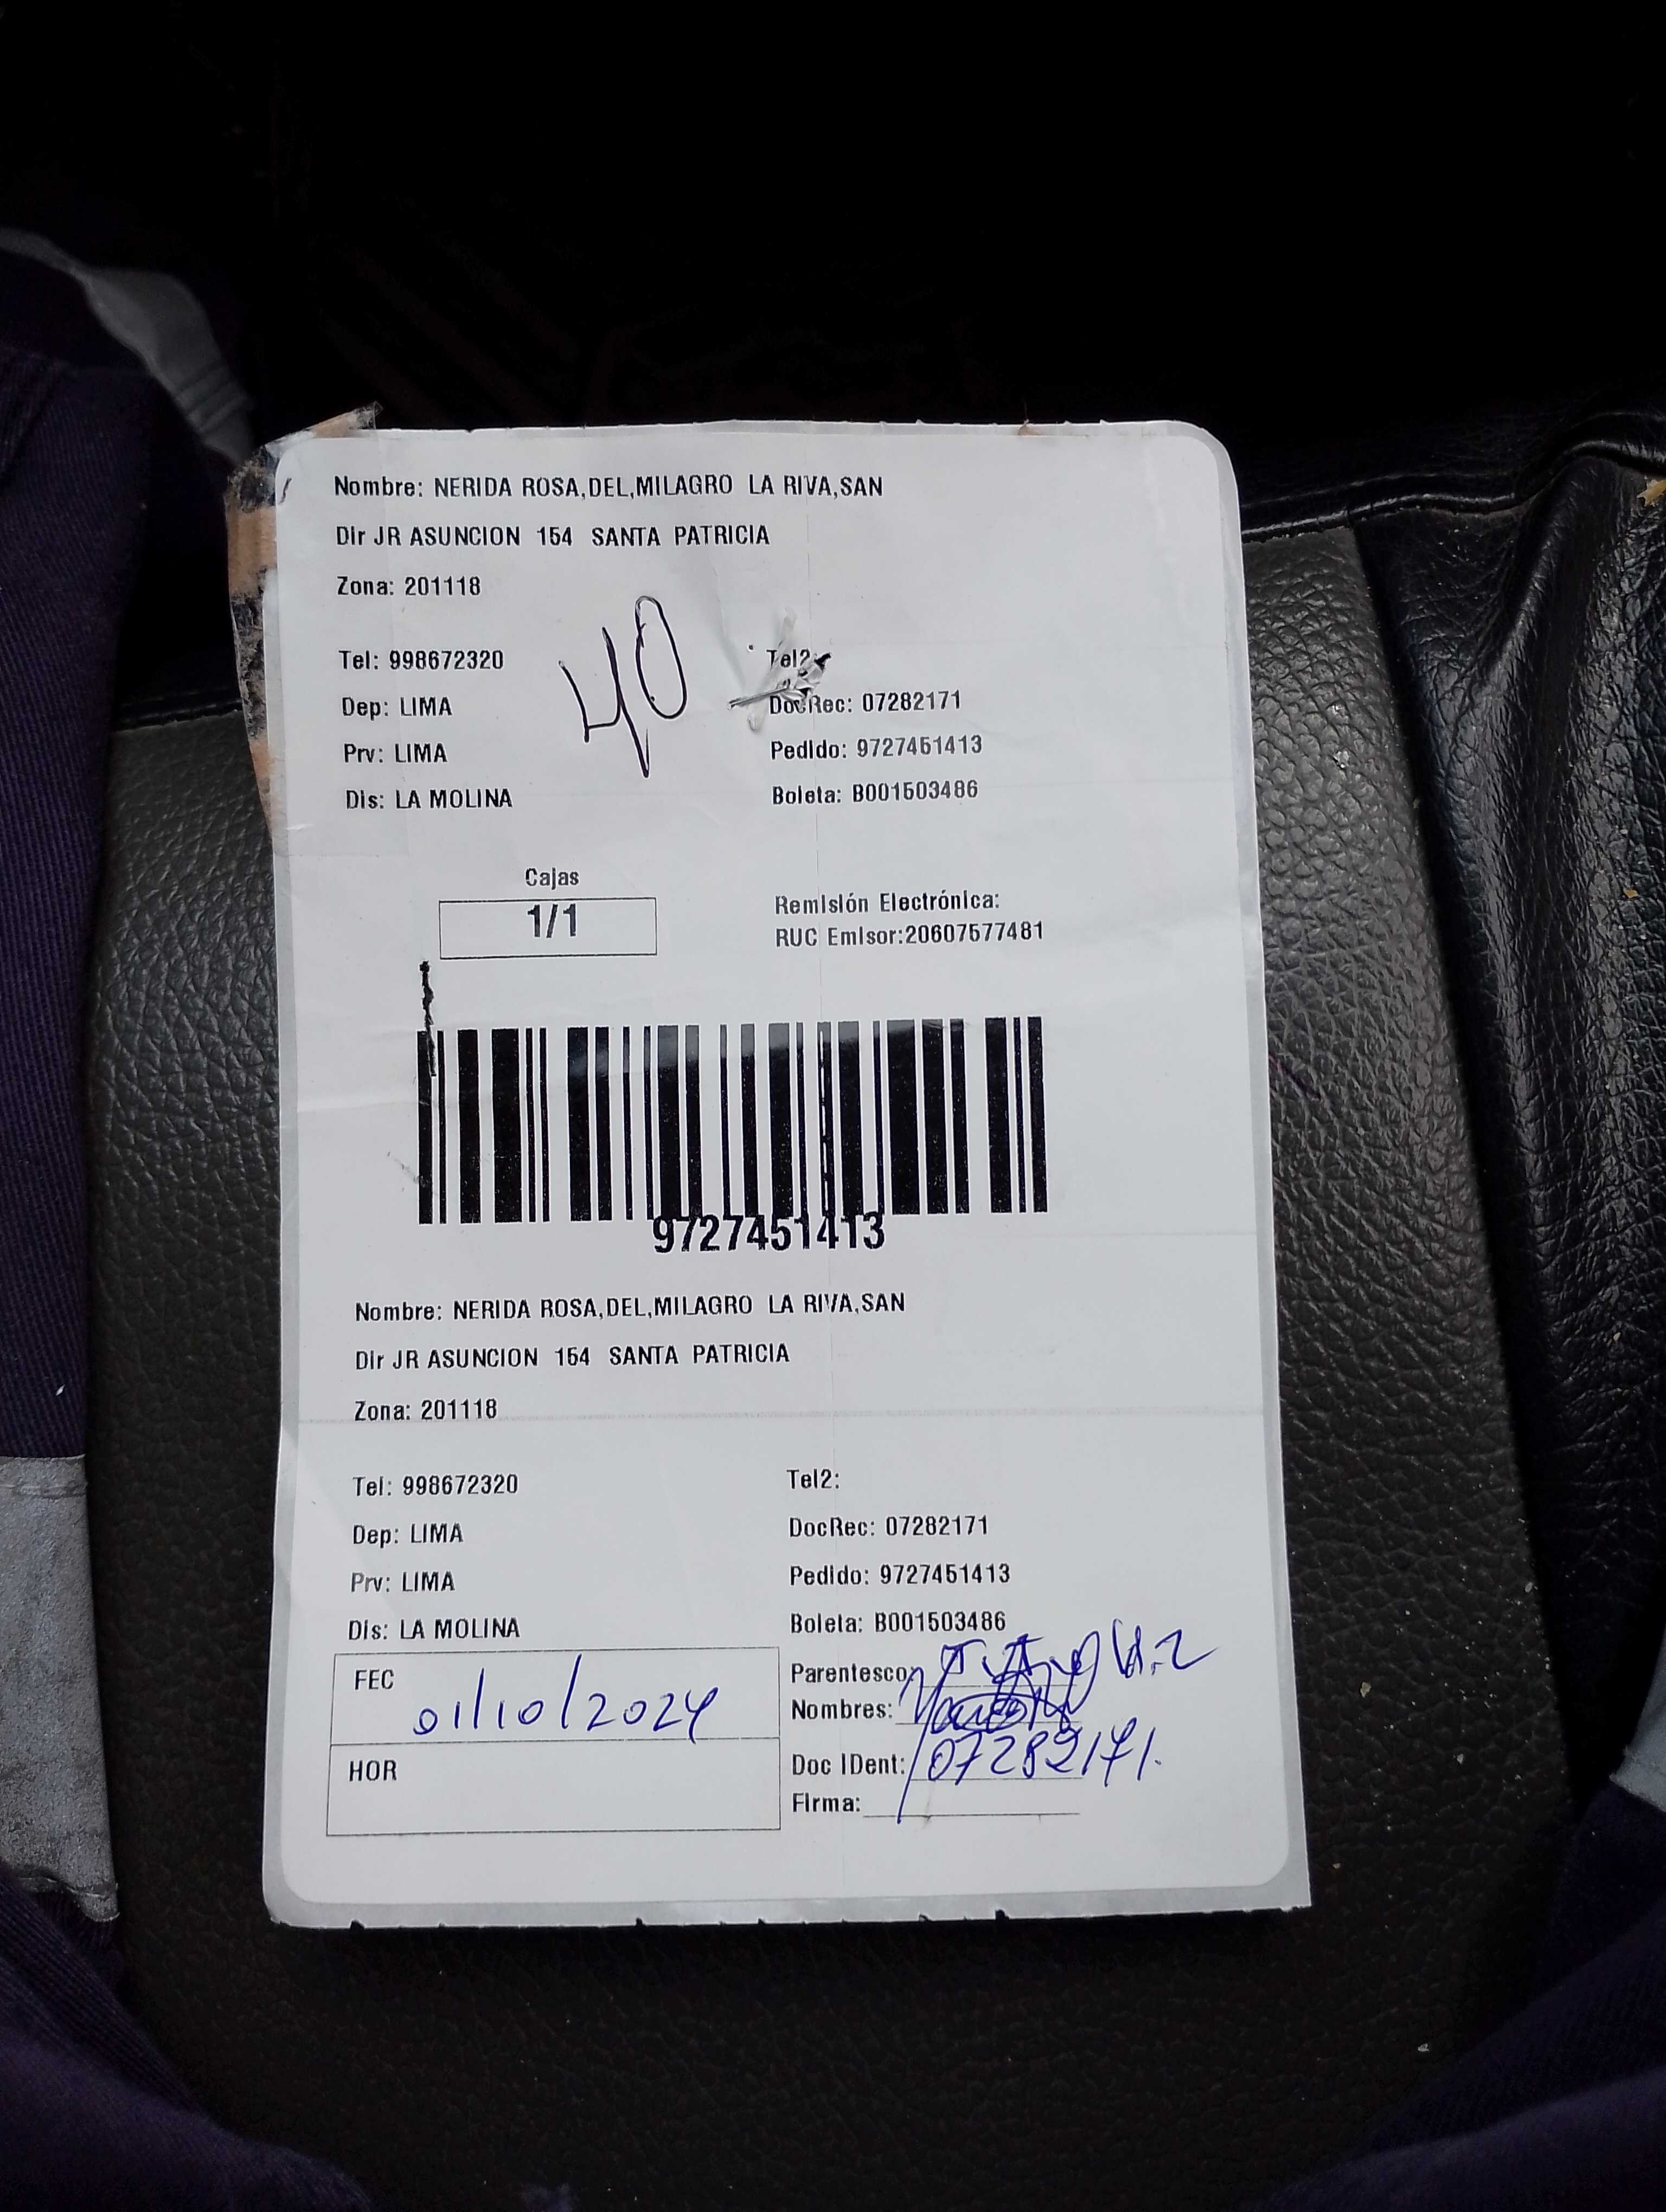 Nombre: NERIDA ROSA,DEL,MILAGRO LA RIVA,SAN
Dir JR ASUNCION 154 SANTA PATRICIA
Zona: 201118
40
Tel: 998672320 Tel2:
Dep: LIMA DocRec: 07282171
Prv: LIMA Pedido: 9727451413
Dis: LA MOLINA Boleta: B001503486
Cajas
1/1
Remisión Electrónica:
RUC Emisor:20607577481
9727451413
Nombre: NERIDA ROSA,DEL,MILAGRO LA RIVA,SAN
Dir JR ASUNCION 154 SANTA PATRICIA
Zona: 201118
Tel: 998672320 Tel2:
Dep: LIMA DocRec: 07282171
Prv: LIMA Pedido: 9727451413
Dis: LA MOLINA Boleta: B001503486
FEC 01/10/2024
HOR
Parentesco:
Nombres:
Doc IDent: 07282171.
Firma: